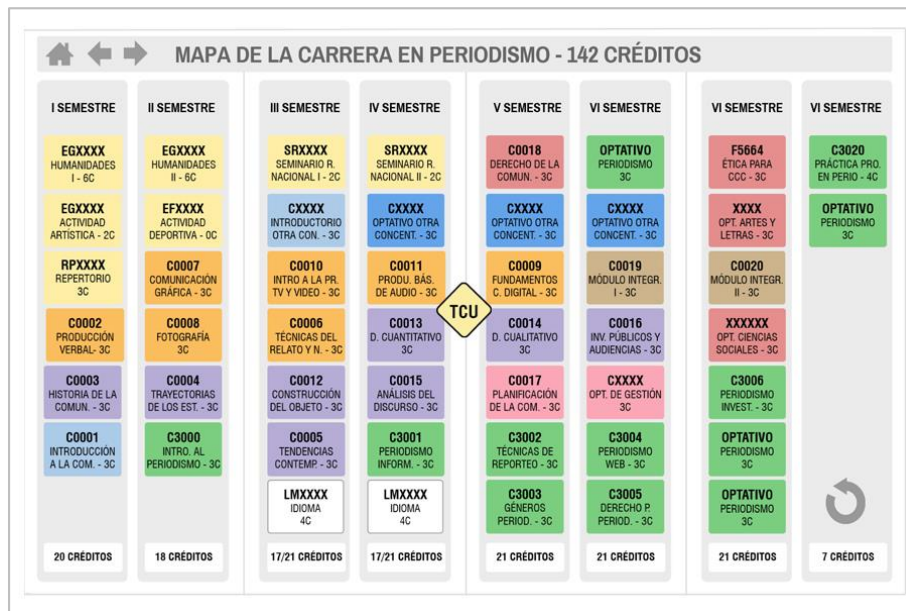 MAPA DE LA CARRERA EN PERIODISMO - 142 CRÉDITOS
I SEMESTRE
EGXXXX
HUMANIDADES
I - 6C
EGXXXX
ACTIVIDAD
ARTÍSTICA - 2C
RPXXXX
REPERTORIO
3C
C0002
PRODUCCIÓN
VERBAL- 3C
C0003
HISTORIA DE LA
COMUN. - 3C
C0001
INTRODUCCIÓN
A LA COM. - 3C
20 CRÉDITOS
II SEMESTRE
EGXXXX
HUMANIDADES
II - 6C
EFXXXX
ACTIVIDAD
DEPORTIVA - 0C
C0007
COMUNICACIÓN
GRÁFICA - 3C
C0008
FOTOGRAFÍA
3C
C0004
TRAYECTORIAS
DE LOS EST. - 3C
C3000
INTRO. AL
PERIODISMO - 3C
18 CRÉDITOS
III SEMESTRE
SRXXXX
SEMINARIO R.
NACIONAL I - 2C
CXXXX
INTRODUCTORIO
OTRA CON. - 3C
C0010
INTRO A LA PR.
TV Y VIDEO - 3C
C0006
TÉCNICAS DEL
RELATO Y N. - 3C
C0012
CONSTRUCCIÓN
DEL OBJETO - 3C
C0005
TENDENCIAS
CONTEMP. - 3C
LMXXXX
IDIOMA
4C
17/21 CRÉDITOS
IV SEMESTRE
SRXXXX
SEMINARIO R.
NACIONAL II - 2C
CXXXX
OPTATIVO OTRA
CONCENT. - 3C
C0011
PRODU. BÁS.
DE AUDIO - 3C
C0013
D. CUANTITATIVO
3C
C0015
ANÁLISIS DEL
DISCURSO - 3C
C3001
PERIODISMO
INFORM. - 3C
LMXXXX
IDIOMA
4C
17/21 CRÉDITOS
TCU
V SEMESTRE
C0018
DERECHO DE LA
COMUN. - 3C
CXXXX
OPTATIVO OTRA
CONCENT. - 3C
C0009
FUNDAMENTOS
C. DIGITAL - 3C
C0014
D. CUALITATIVO
3C
C0017
PLANIFICACIÓN
DE LA COM. - 3C
C3002
TÉCNICAS DE
REPORTEO - 3C
C3003
GÉNEROS
PERIOD. - 3C
21 CRÉDITOS
VI SEMESTRE
OPTATIVO
PERIODISMO
3C
CXXXX
OPTATIVO OTRA
CONCENT. - 3C
C0019
MÓDULO INTEGR.
I - 3C
C0016
INV. PÚBLICOS Y
AUDIENCIAS - 3C
CXXXX
OPT. DE GESTIÓN
3C
C3004
PERIODISMO
WEB - 3C
C3005
DERECHO P.
PERIOD. - 3C
21 CRÉDITOS
VI SEMESTRE
F5664
ÉTICA PARA
CCC - 3C
XXXX
OPT. ARTES Y
LETRAS - 3C
C0020
MÓDULO INTEGR.
II - 3C
XXXXXX
OPT. CIENCIAS
SOCIALES - 3C
C3006
PERIODISMO
INVEST. - 3C
OPTATIVO
PERIODISMO
3C
OPTATIVO
PERIODISMO
3C
21 CRÉDITOS
VI SEMESTRE
C3020
PRÁCTICA PRO.
EN PERIO - 4C
OPTATIVO
PERIODISMO
3C
7 CRÉDITOS